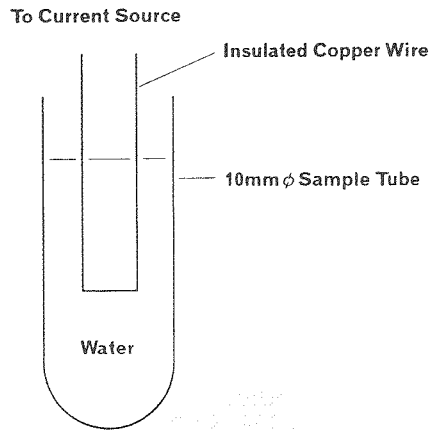 To Current Source
Insulated Copper Wire
10mm ϕ Sample Tube
Water